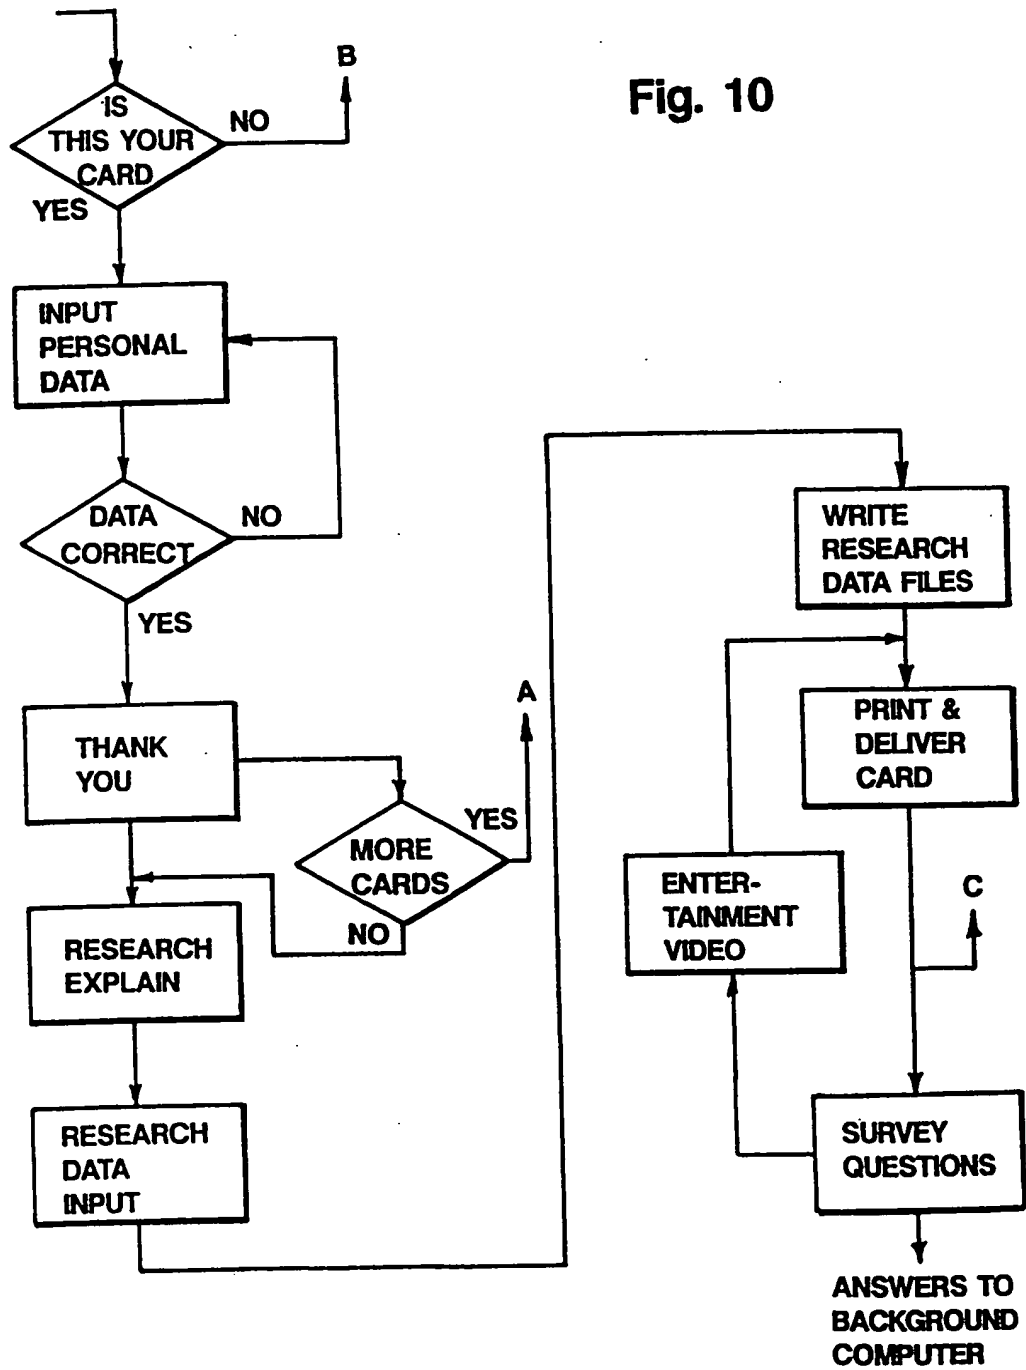 Fig. 10
B
IS
THIS YOUR
CARD
NO
YES
INPUT
PERSONAL
DATA
DATA
CORRECT
NO
YES
THANK
YOU
A
MORE
CARDS
YES
NO
RESEARCH
EXPLAIN
RESEARCH
DATA
INPUT
WRITE
RESEARCH
DATA FILES
PRINT &
DELIVER
CARD
ENTER-
TAINMENT
VIDEO
C
SURVEY
QUESTIONS
ANSWERS TO
BACKGROUND
COMPUTER